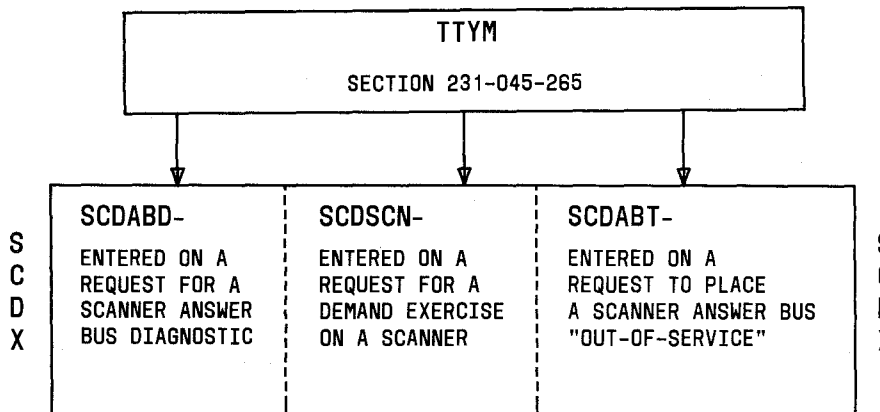 TTYM
SECTION 231-045-265
S
C
D
X
SCDABD-
ENTERED ON A
REQUEST FOR A
SCANNER ANSWER
BUS DIAGNOSTIC
SCDSCN-
ENTERED ON A
REQUEST FOR A
DEMAND EXERCISE
ON A SCANNER
SCDABT-
ENTERED ON A
REQUEST TO PLACE
A SCANNER ANSWER BUS
"OUT-OF-SERVICE"